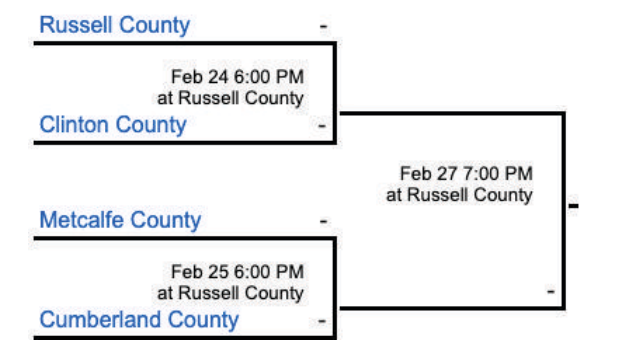 Russell County -
Feb 24 6:00 PM
at Russell County
Clinton County -
Feb 27 7:00 PM
at Russell County
-
Metcalfe County -
Feb 25 6:00 PM
at Russell County
-
Cumberland County -